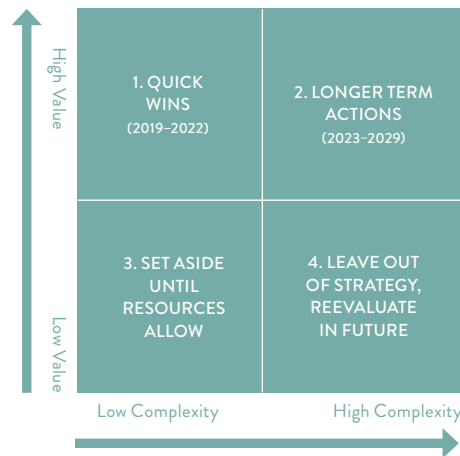 High Value
1. QUICK
WINS
(2019–2022)
2. LONGER TERM
ACTIONS
(2023–2029)
Low Value
3. SET ASIDE
UNTIL
RESOURCES
ALLOW
4. LEAVE OUT
OF STRATEGY,
REEVALUATE
IN FUTURE
Low Complexity
High Complexity